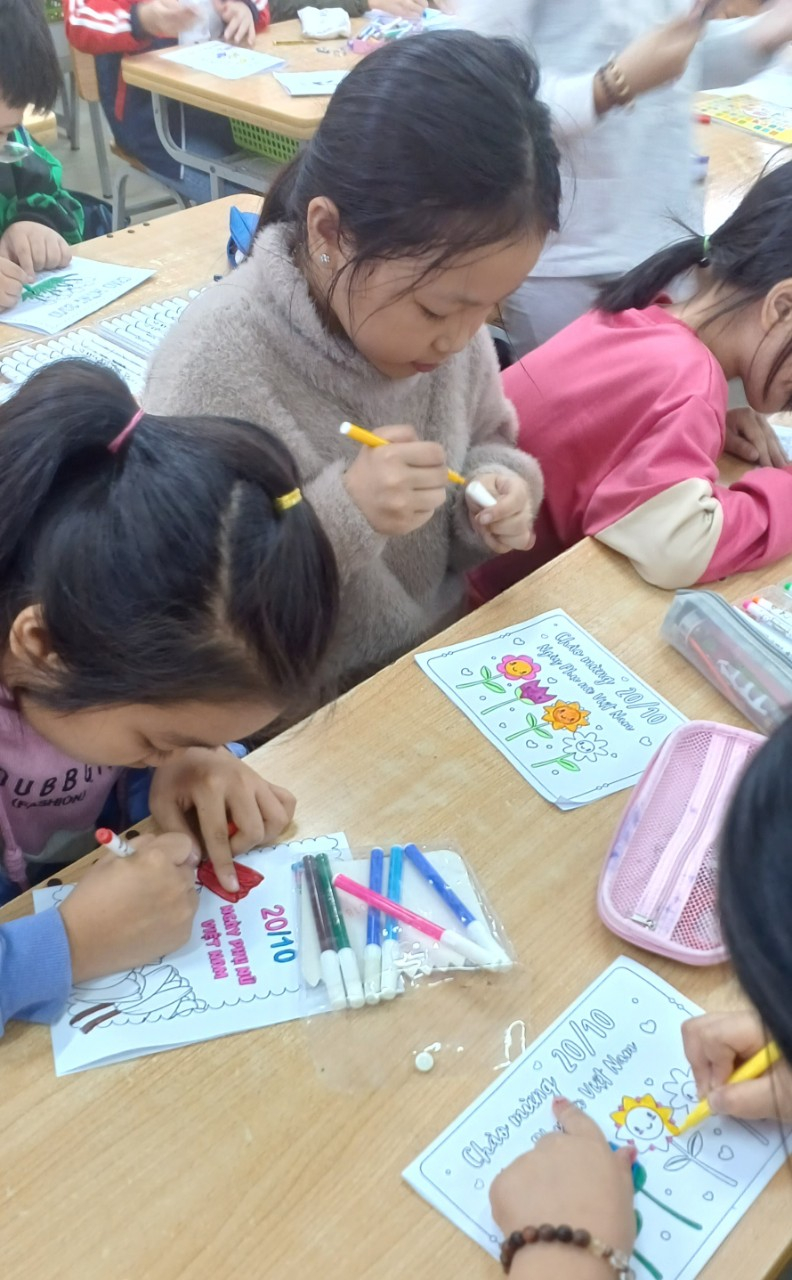 Chào mừng 20/10
Ngày Phụ nữ Việt Nam
(FASHION)
20/10
NGÀY PHỤ NỮ
VIỆT NAM
Chào mừng 20/10
Việt Nam